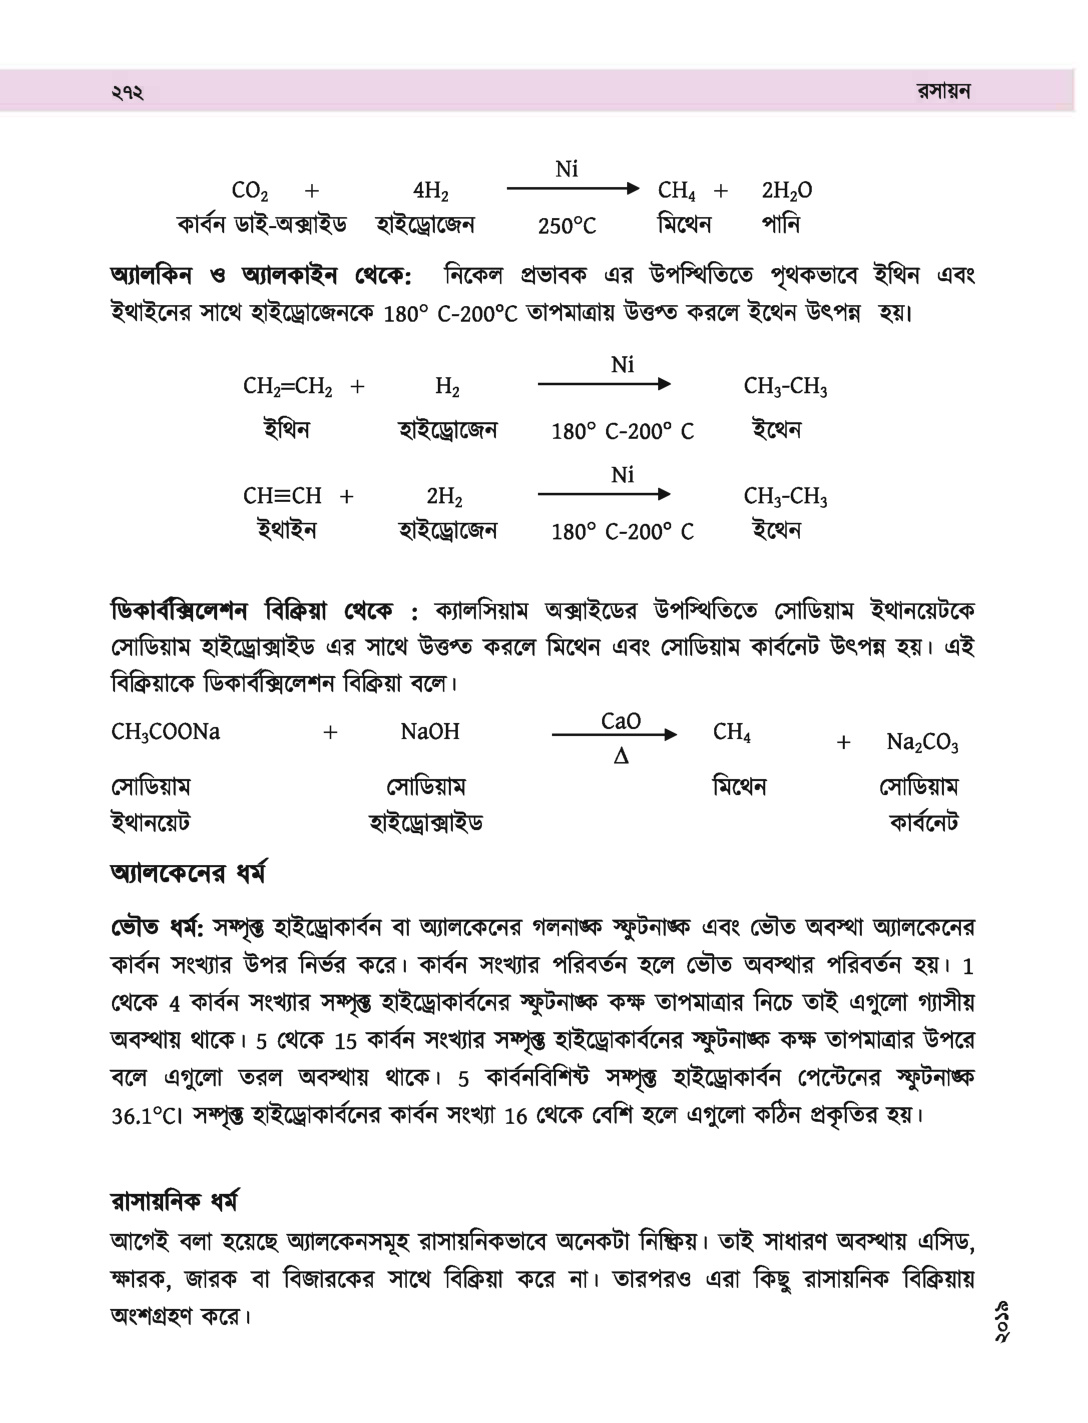 ২৭২ রসায়ন
Ni
CO₂ + 4H₂ ⟶ CH₄ + 2H₂O
কার্বন ডাই-অক্সাইড হাইড্রোজেন 250°C মিথেন পানি
অ্যালকিন ও অ্যালকাইন থেকে: নিকেল প্রভাবক এর উপস্থিতিতে পৃথকভাবে ইথিন এবং
ইথাইনের সাথে হাইড্রোজেনকে 180° C-200°C তাপমাত্রায় উত্তপ্ত করলে ইথেন উৎপন্ন হয়।
Ni
CH₂=CH₂ + H₂ ⟶ CH₃-CH₃
ইথিন হাইড্রোজেন 180° C-200° C ইথেন
Ni
CH≡CH + 2H₂ ⟶ CH₃-CH₃
ইথাইন হাইড্রোজেন 180° C-200° C ইথেন
ডিকার্বক্সিলেশন বিক্রিয়া থেকে : ক্যালসিয়াম অক্সাইডের উপস্থিতিতে সোডিয়াম ইথানয়েটকে
সোডিয়াম হাইড্রোক্সাইড এর সাথে উত্তপ্ত করলে মিথেন এবং সোডিয়াম কার্বনেট উৎপন্ন হয়। এই
বিক্রিয়াকে ডিকার্বক্সিলেশন বিক্রিয়া বলে।
CaO
CH₃COONa + NaOH ⟶ CH₄ + Na₂CO₃
Δ
সোডিয়াম সোডিয়াম মিথেন সোডিয়াম
ইথানয়েট হাইড্রোক্সাইড কার্বনেট
অ্যালকেনের ধর্ম
ভৌত ধর্ম: সম্পৃক্ত হাইড্রোকার্বন বা অ্যালকেনের গলনাঙ্ক স্ফুটনাঙ্ক এবং ভৌত অবস্থা অ্যালকেনের
কার্বন সংখ্যার উপর নির্ভর করে। কার্বন সংখ্যার পরিবর্তন হলে ভৌত অবস্থার পরিবর্তন হয়। 1
থেকে 4 কার্বন সংখ্যার সম্পৃক্ত হাইড্রোকার্বনের স্ফুটনাঙ্ক কক্ষ তাপমাত্রার নিচে তাই এগুলো গ্যাসীয়
অবস্থায় থাকে। 5 থেকে 15 কার্বন সংখ্যার সম্পৃক্ত হাইড্রোকার্বনের স্ফুটনাঙ্ক কক্ষ তাপমাত্রার উপরে
বলে এগুলো তরল অবস্থায় থাকে। 5 কার্বনবিশিষ্ট সম্পৃক্ত হাইড্রোকার্বন পেন্টেনের স্ফুটনাঙ্ক
36.1°C। সম্পৃক্ত হাইড্রোকার্বনের কার্বন সংখ্যা 16 থেকে বেশি হলে এগুলো কঠিন প্রকৃতির হয়।
রাসায়নিক ধর্ম
আগেই বলা হয়েছে অ্যালকেনসমূহ রাসায়নিকভাবে অনেকটা নিষ্ক্রিয়। তাই সাধারণ অবস্থায় এসিড,
ক্ষারক, জারক বা বিজারকের সাথে বিক্রিয়া করে না। তারপরও এরা কিছু রাসায়নিক বিক্রিয়ায়
অংশগ্রহণ করে।
২০১৯